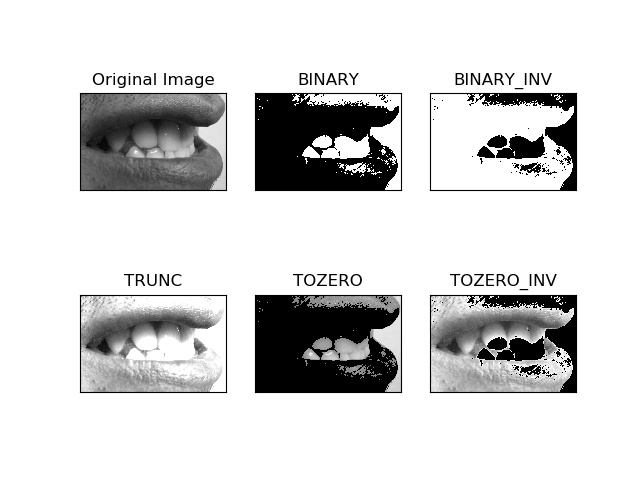 Original Image
BINARY
BINARY_INV
TRUNC
TOZERO
TOZERO_INV